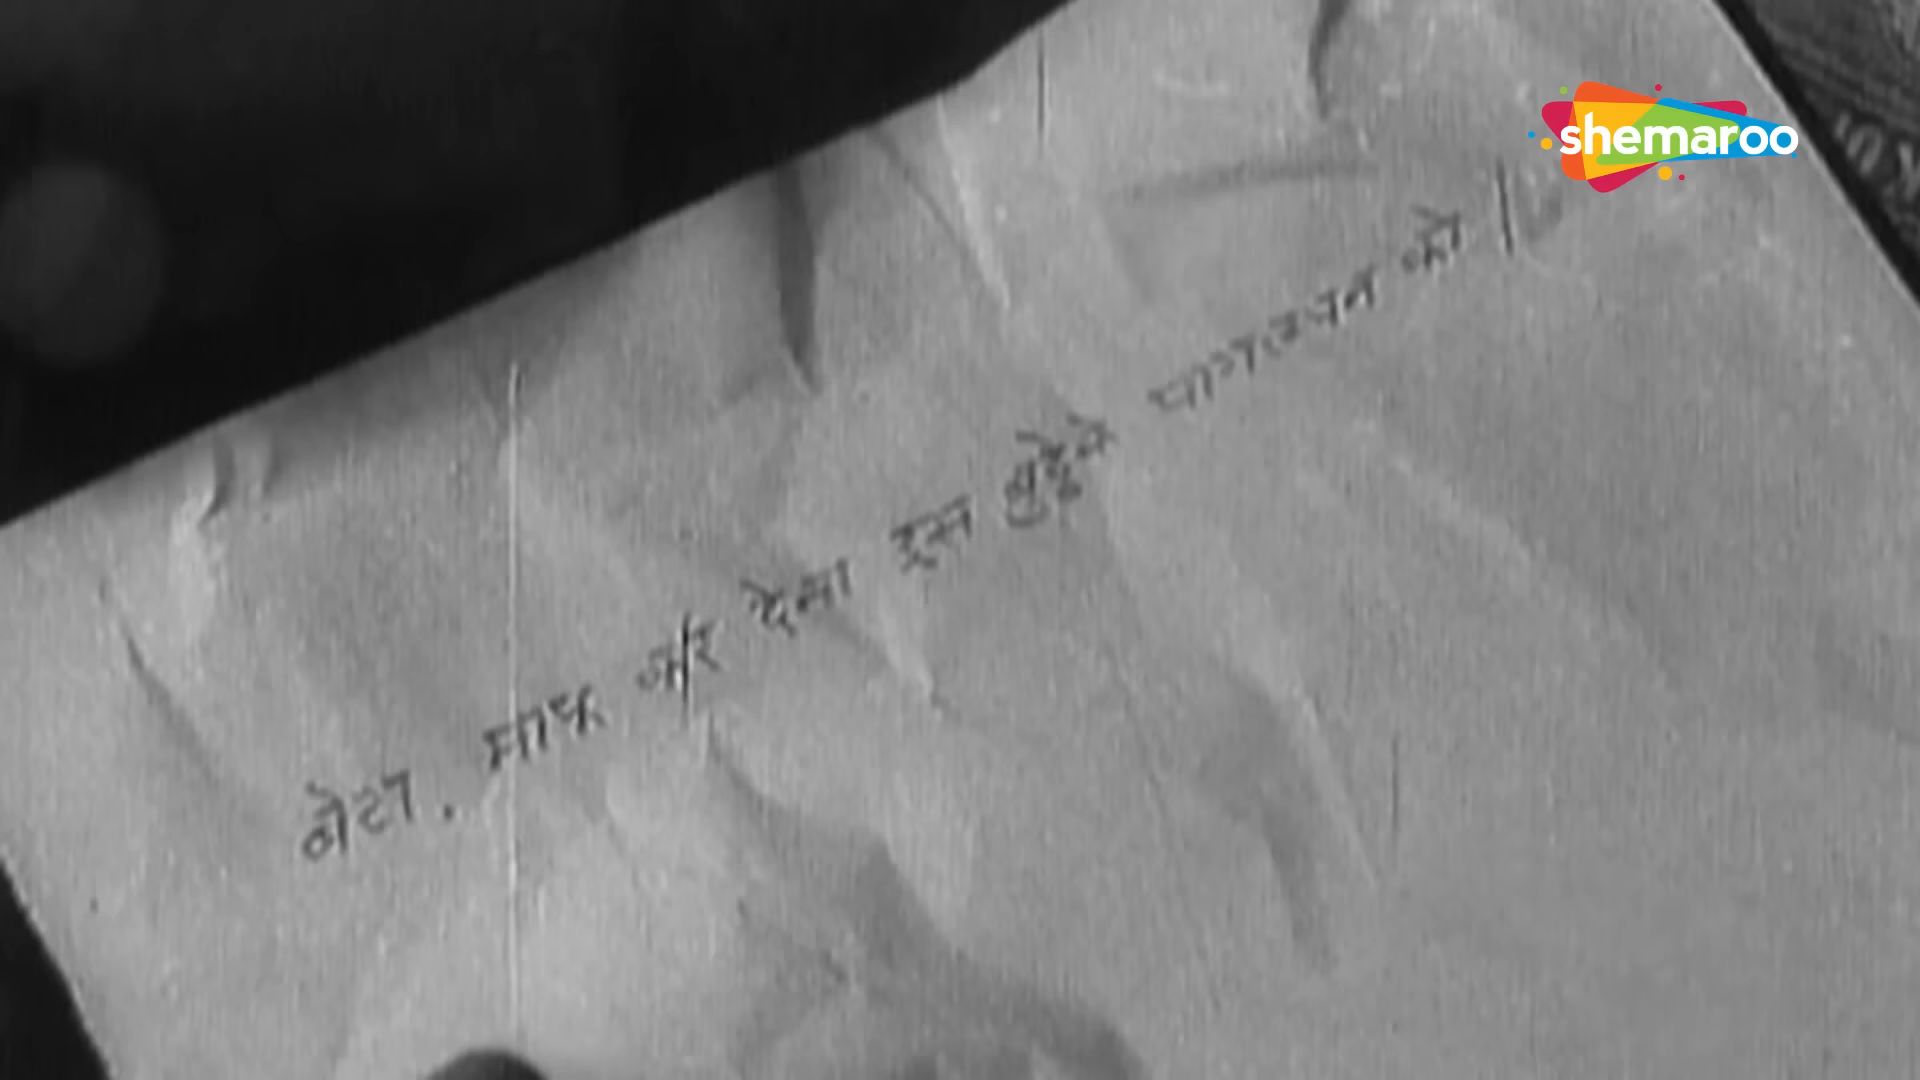 shemaroo
बेटा. माफ कर देना इस बुड्ढे पागलपन को।